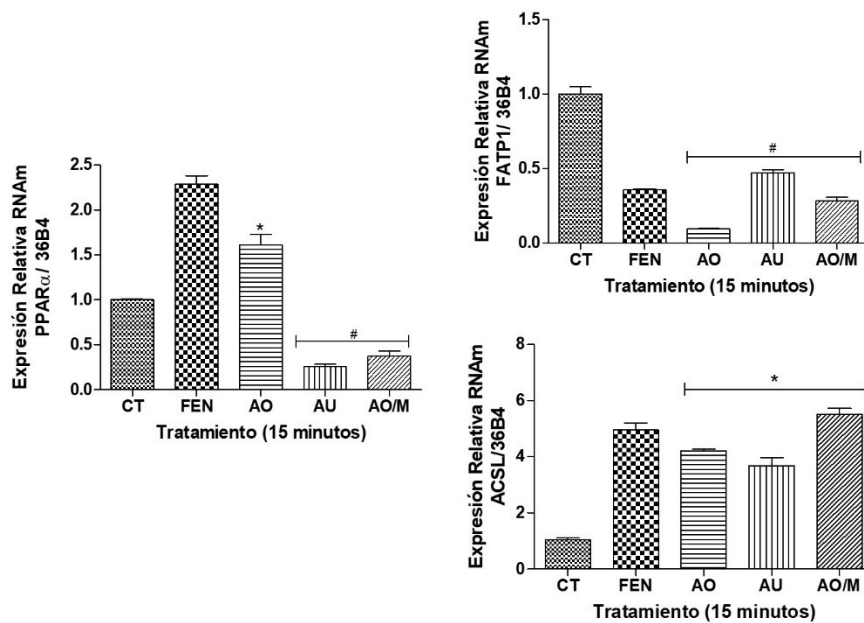 Expresión Relativa RNAm
PPARα/ 36B4
2.5
2.0
1.5
1.0
0.5
0.0
*
#
CT FEN AO AU AO/M
Tratamiento (15 minutos)
Expresión Relativa RNAm
FATP1/ 36B4
1.5
1.0
0.5
0.0
#
CT FEN AO AU AO/M
Tratamiento (15 minutos)
Expresión Relativa RNAm
ACSL/36B4
8
6
4
2
0
*
CT FEN AO AU AO/M
Tratamiento (15 minutos)